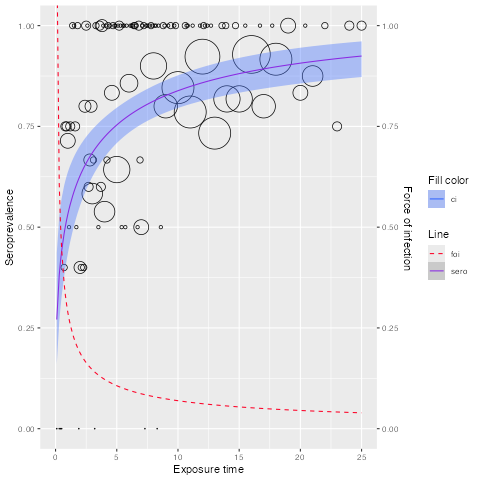 1.00
0.75
0.50
0.25
0.00
Seroprevalence
1.00
0.75
0.50
0.25
0.00
Force of infection
0
5
10
15
20
25
Exposure time
Fill color
ci
Line
foi
sero